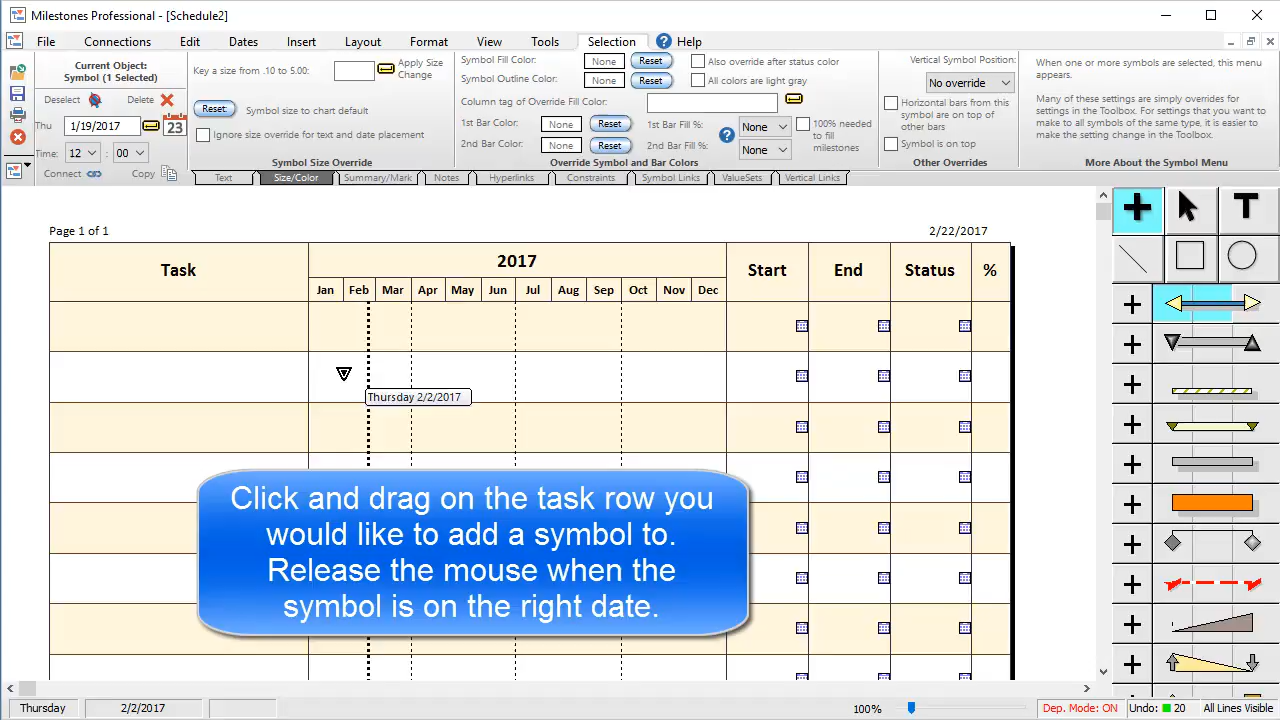 Milestones Professional - [Schedule2]
File Connections Edit Dates Insert Layout Format View Tools Selection Help
Current Object:
Symbol (1 Selected)
Deselect Delete
Thu 1/19/2017 23
Time: 12 : 00
Connect Copy
Key a size from .10 to 5.00: Apply Size
Change
Reset Symbol size to chart default
Ignore size override for text and date placement
Symbol Size Override
Symbol Fill Color: None Reset Also override after status color
Symbol Outline Color: None Reset All colors are light gray
Column tag of Override Fill Color:
1st Bar Color: None Reset 1st Bar Fill %: None 100% needed
to fill
milestones
2nd Bar Color: None Reset 2nd Bar Fill %: None
Override Symbol and Bar Colors
Vertical Symbol Position:
No override
Horizontal bars from this
symbol are on top of
other bars
Symbol is on top
Other Overrides
When one or more symbols are selected, this menu
appears.
Many of these settings are simply overrides for
settings in the Toolbox. For settings that you want
to make to all symbols of the same type, it is easier to
make the setting change in the Toolbox.
More About the Symbol Menu
Text Size/Color Summary/Mark Notes Hyperlinks Constraints Symbol Links ValueSets Vertical Links
Page 1 of 1 2/22/2017
Task 2017 Start End Status %
Jan Feb Mar Apr May Jun Jul Aug Sep Oct Nov Dec
Thursday 2/2/2017
Click and drag on the task row you
would like to add a symbol to.
Release the mouse when the
symbol is on the right date.
T
Thursday 2/2/2017 100% Dep. Mode: ON Undo: 20 All Lines Visible